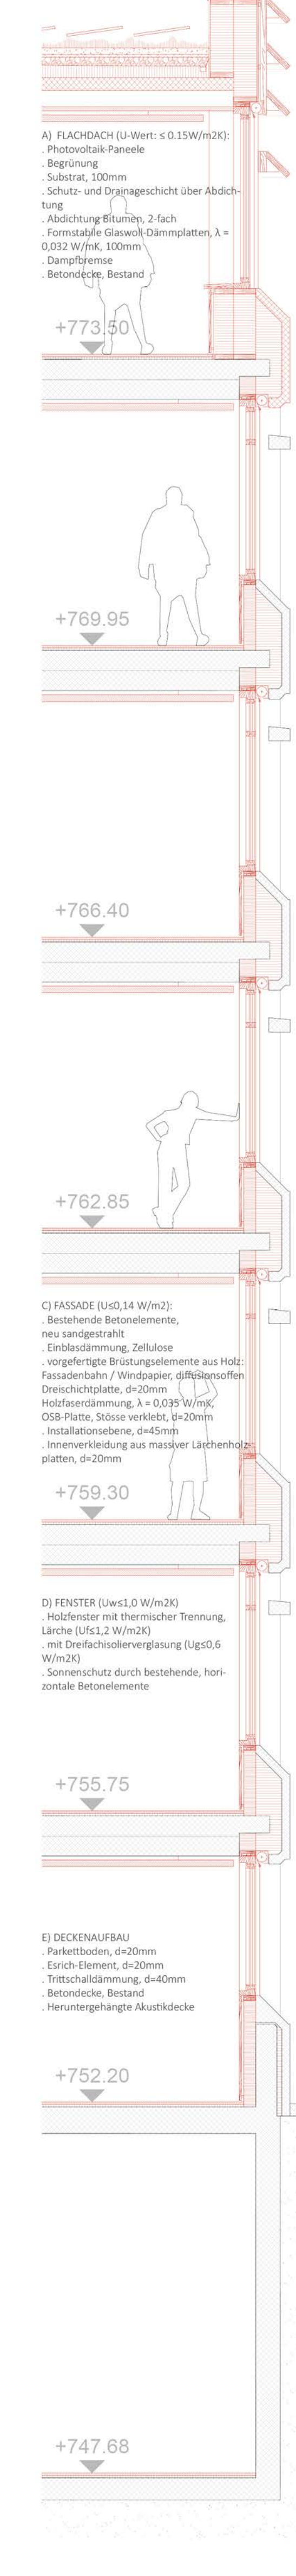 A) FLACHDACH (U-Wert: ≤ 0.15W/m2K):
. Photovoltaik-Paneele
. Begrünung
. Substrat, 100mm
. Schutz- und Drainageschicht über Abdich-
tung
. Abdichtung Bitumen, 2-fach
. Formstabile Glaswoll-Dämmplatten, λ =
0,032 W/mK, 100mm
. Dampfbremse
. Betondecke, Bestand
+773.50
+769.95
+766.40
+762.85
C) FASSADE (U≤0,14 W/m2):
. Bestehende Betonelemente,
neu sandgestrahlt
. Einblasdämmung, Zellulose
. vorgefertigte Brüstungselemente aus Holz:
Fassadenbahn / Windpapier, diffusionsoffen
Dreischichtplatte, d=20mm
Holzfaserdämmung, λ = 0,035 W/mK,
OSB-Platte, Stösse verklebt, d=20mm
. Installationsebene, d=45mm
. Innenverkleidung aus massiver Lärchenholz-
platten, d=20mm
+759.30
D) FENSTER (Uw≤1,0 W/m2K)
. Holzfenster mit thermischer Trennung,
Lärche (Uf≤1,2 W/m2K)
. mit Dreifachisolierverglasung (Ug≤0,6
W/m2K)
. Sonnenschutz durch bestehende, hori-
zontale Betonelemente
+755.75
E) DECKENAUFBAU
. Parkettboden, d=20mm
. Esrich-Element, d=20mm
. Trittschalldämmung, d=40mm
. Betondecke, Bestand
. Heruntergehängte Akustikdecke
+752.20
+747.68